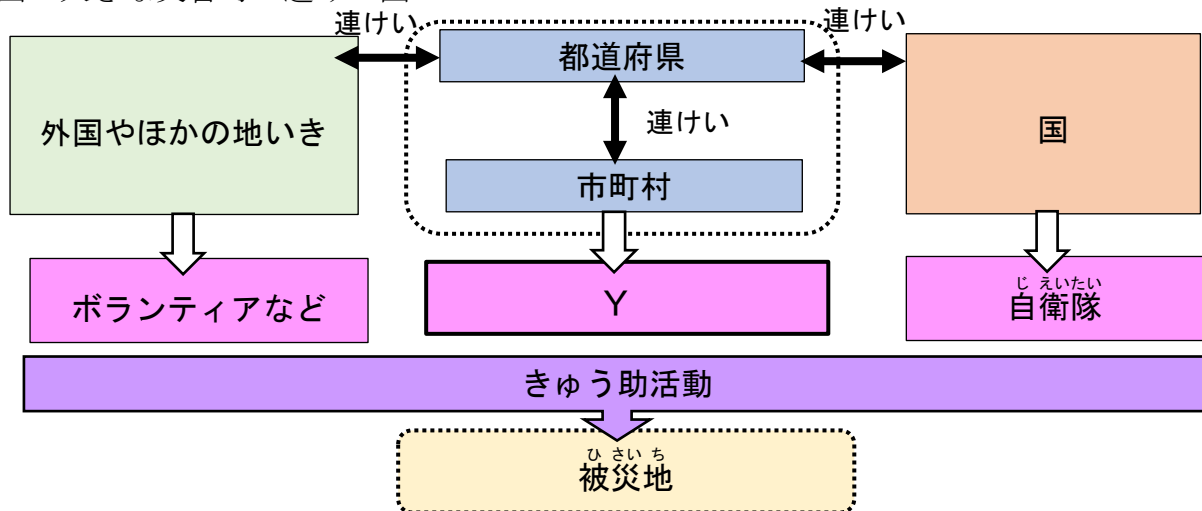 連けい
連けい
都道府県
外国やほかの地いき
連けい
国
市町村
ボランティアなど
Y
じえいたい
自衛隊
きゅう助活動
ひさいち
被災地